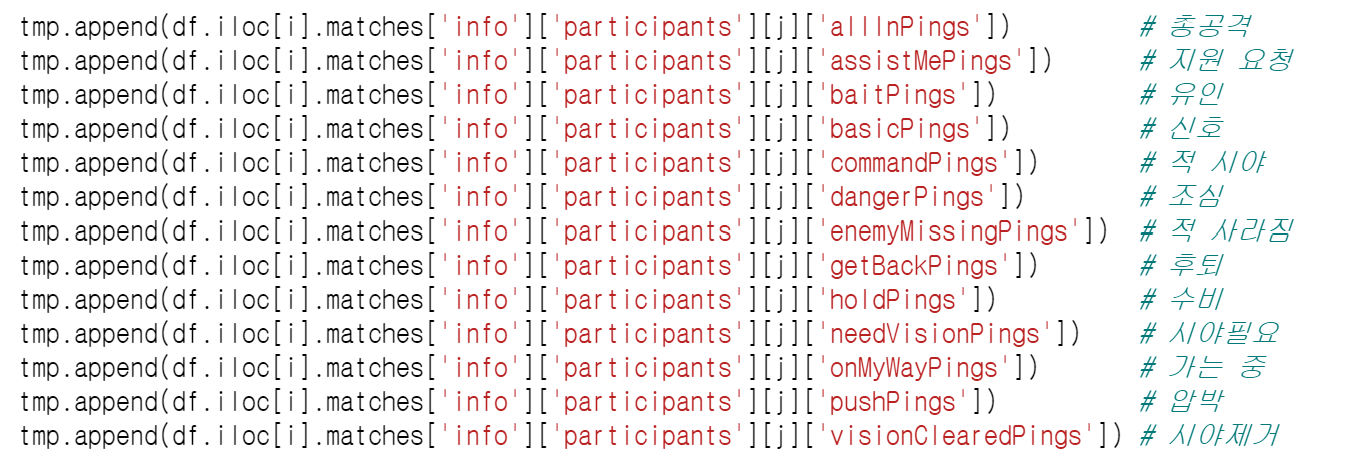 tmp.append(df.iloc[i].matches['info']['participants'][j]['allInPings']) # 총공격
tmp.append(df.iloc[i].matches['info']['participants'][j]['assistMePings']) # 지원 요청
tmp.append(df.iloc[i].matches['info']['participants'][j]['baitPings']) # 유인
tmp.append(df.iloc[i].matches['info']['participants'][j]['basicPings']) # 신호
tmp.append(df.iloc[i].matches['info']['participants'][j]['commandPings']) # 적 시야
tmp.append(df.iloc[i].matches['info']['participants'][j]['dangerPings']) # 조심
tmp.append(df.iloc[i].matches['info']['participants'][j]['enemyMissingPings']) # 적 사라짐
tmp.append(df.iloc[i].matches['info']['participants'][j]['getBackPings']) # 후퇴
tmp.append(df.iloc[i].matches['info']['participants'][j]['holdPings']) # 수비
tmp.append(df.iloc[i].matches['info']['participants'][j]['needVisionPings']) # 시야필요
tmp.append(df.iloc[i].matches['info']['participants'][j]['onMyWayPings']) # 가는 중
tmp.append(df.iloc[i].matches['info']['participants'][j]['pushPings']) # 압박
tmp.append(df.iloc[i].matches['info']['participants'][j]['visionClearedPings']) # 시야제거